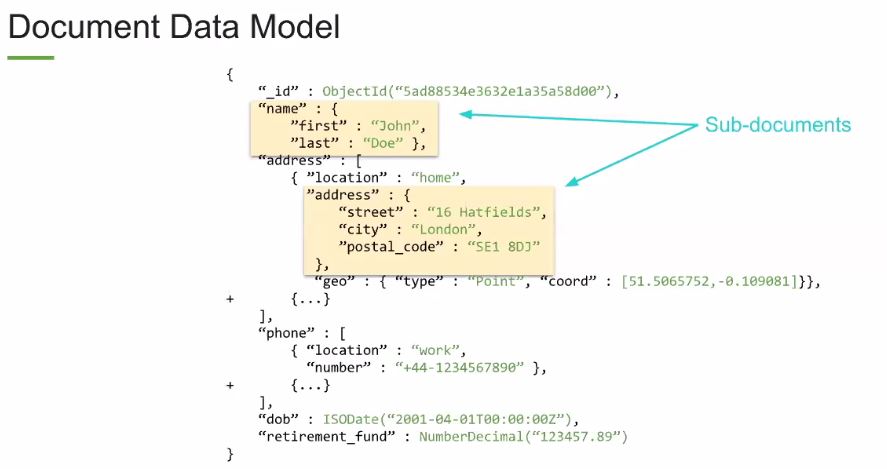 Document Data Model
{
“_id” : ObjectId(“5ad88534e3632e1a35a58d00”),
“name” : {
”first” : “John”,
”last” : “Doe” },
Sub-documents
“address” : [
{ ”location” : “home”,
”address” : {
“street” : “16 Hatfields”,
“city” : “London”,
”postal_code” : “SE1 8DJ”
},
“geo” : { “type” : “Point”, “coord” : [51.5065752,-0.109081]}},
+ {...}
],
“phone” : [
{ “location” : “work”,
“number” : “+44-1234567890” },
+ {...}
],
“dob” : ISODate(“2001-04-01T00:00:00Z”),
“retirement_fund” : NumberDecimal(“123457.89”)
}